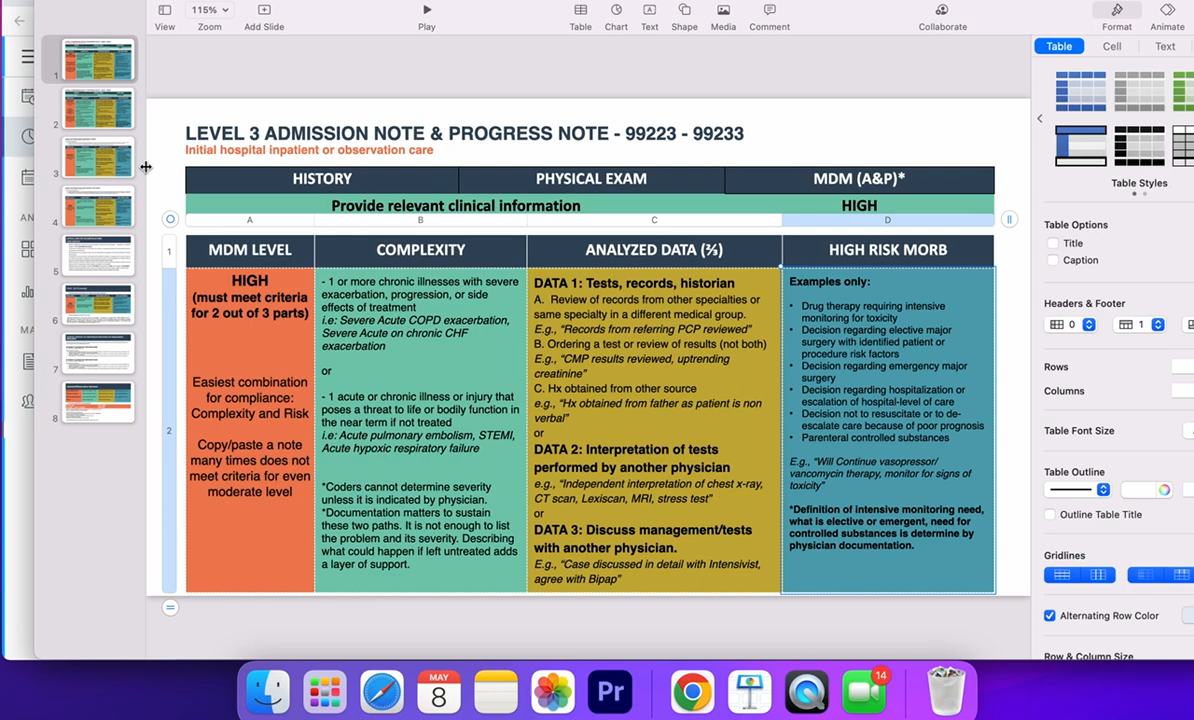 115%
View
Zoom
Add Slide
Play
Table
Chart
Text
Shape
Media
Comment
Collaborate
Format
Animate
Table
Cell
Text
1
2
3
4
5
6
7
8
AN
MA
LEVEL 3 ADMISSION NOTE & PROGRESS NOTE - 99223 - 99233
Initial hospital inpatient or observation care
HISTORY
PHYSICAL EXAM
MDM (A&P)*
Provide relevant clinical information
HIGH
A
B
C
D
1
2
MDM LEVEL
COMPLEXITY
ANALYZED DATA (⅔)
HIGH RISK MORB
HIGH
(must meet criteria
for 2 out of 3 parts)
Easiest combination
for compliance:
Complexity and Risk
Copy/paste a note
many times does not
meet criteria for even
moderate level
- 1 or more chronic illnesses with severe
exacerbation, progression, or side
effects of treatment
i.e: Severe Acute COPD exacerbation,
Severe Acute on chronic CHF
exacerbation
or
- 1 acute or chronic illness or injury that
poses a threat to life or bodily function in
the near term if not treated
i.e: Acute pulmonary embolism, STEMI,
Acute hypoxic respiratory failure
*Coders cannot determine severity
unless it is indicated by physician.
*Documentation matters to sustain
these two paths. It is not enough to list
the problem and its severity. Describing
what could happen if left untreated adds
a layer of support.
DATA 1: Tests, records, historian
A. Review of records from other specialties or
same specialty in a different medical group.
E.g., “Records from referring PCP reviewed”
B. Ordering a test or review of results (not both)
E.g., “CMP results reviewed, uptrending
creatinine”
C. Hx obtained from other source
e.g., “Hx obtained from father as patient is non
verbal”
or
DATA 2: Interpretation of tests
performed by another physician
e.g., “Independent interpretation of chest x-ray,
CT scan, Lexiscan, MRI, stress test”
or
DATA 3: Discuss management/tests
with another physician.
E.g., “Case discussed in detail with Intensivist,
agree with Bipap”
Examples only:
• Drug therapy requiring intensive
monitoring for toxicity
• Decision regarding elective major
surgery with identified patient or
procedure risk factors
• Decision regarding emergency major
surgery
• Decision regarding hospitalization or
escalation of hospital-level of care
• Decision not to resuscitate or to de-
escalate care because of poor prognosis
• Parenteral controlled substances
E.g., “Will Continue vasopressor/
vancomycin therapy, monitor for signs of
toxicity”
*Definition of intensive monitoring need,
what is elective or emergent, need for
controlled substances is determine by
physician documentation.
Table Styles
Table Options
Title
Caption
Headers & Footer
0
1
Rows
Columns
Table Font Size
Table Outline
Outline Table Title
Gridlines
Alternating Row Color
Row & Column Size
MAY
8
Pr
14